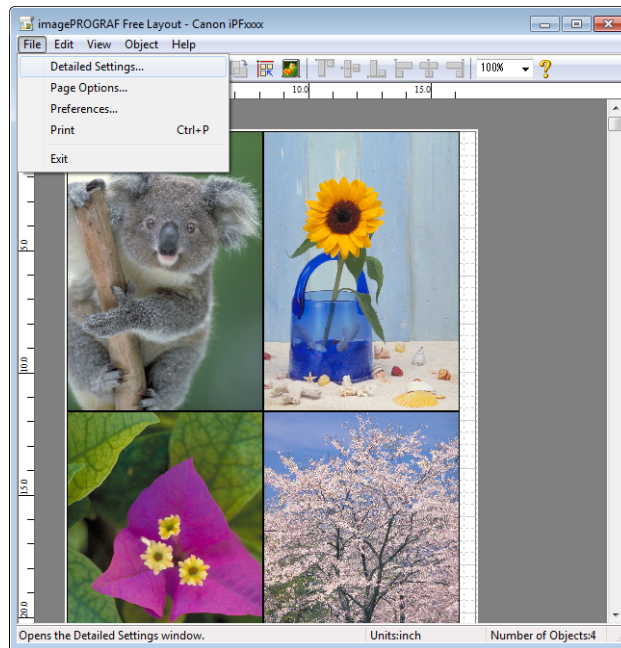 imagePROGRAF Free Layout - Canon iPFxxxx
File Edit View Object Help
Detailed Settings...
Page Options...
Preferences...
Print Ctrl+P
Exit
100%
10.0 15.0
5.0
10.0
15.0
20.0
Opens the Detailed Settings window. Units:inch Number of Objects:4